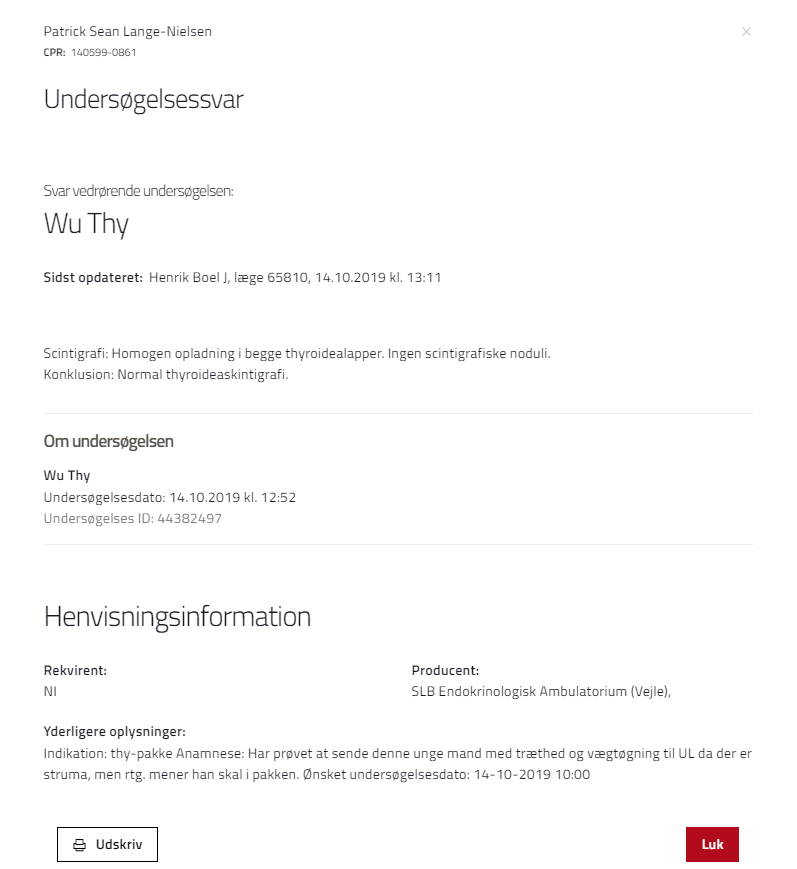 Patrick Sean Lange-Nielsen
CPR: 140599-0861
Undersøgelsessvar
Svar vedrørende undersøgelsen:
Wu Thy
Sidst opdateret: Henrik Boel J, læge 65810, 14.10.2019 kl. 13:11
Scintigrafi: Homogen opladning i begge thyroidealapper. Ingen scintigrafiske noduli.
Konklusion: Normal thyroideaskintigrafi.
Om undersøgelsen
Wu Thy
Undersøgelsesdato: 14.10.2019 kl. 12:52
Undersøgelses ID: 44382497
Henvisningsinformation
Rekvirent:
NI
Producent:
SLB Endokrinologisk Ambulatorium (Vejle),
Yderligere oplysninger:
Indikation: thy-pakke Anamnese: Har prøvet at sende denne unge mand med træthed og vægtøgning til UL da der er
struma, men rtg. mener han skal i pakken. Ønsket undersøgelsesdato: 14-10-2019 10:00
Udskriv
Luk